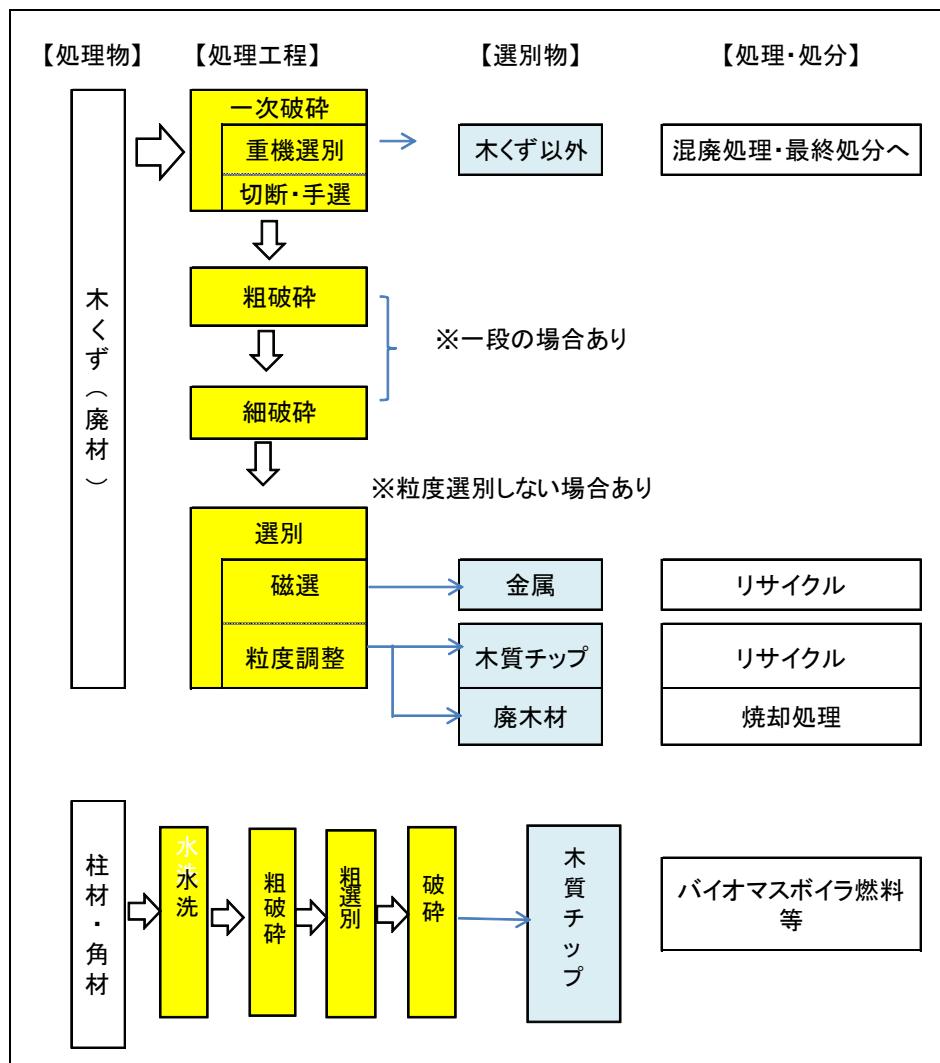 【処理物】 【処理工程】 【選別物】 【処理・処分】
木くず（廃材）
一次破砕
重機選別
切断・手選
木くず以外
混廃処理・最終処分へ
粗破砕
※一段の場合あり
細破砕
※粒度選別しない場合あり
選別
磁選
金属
リサイクル
粒度調整
木質チップ
リサイクル
廃木材
焼却処理
柱材・角材
水洗
水洗
粗破砕
粗選別
破砕
木質チップ
バイオマスボイラ燃料
等